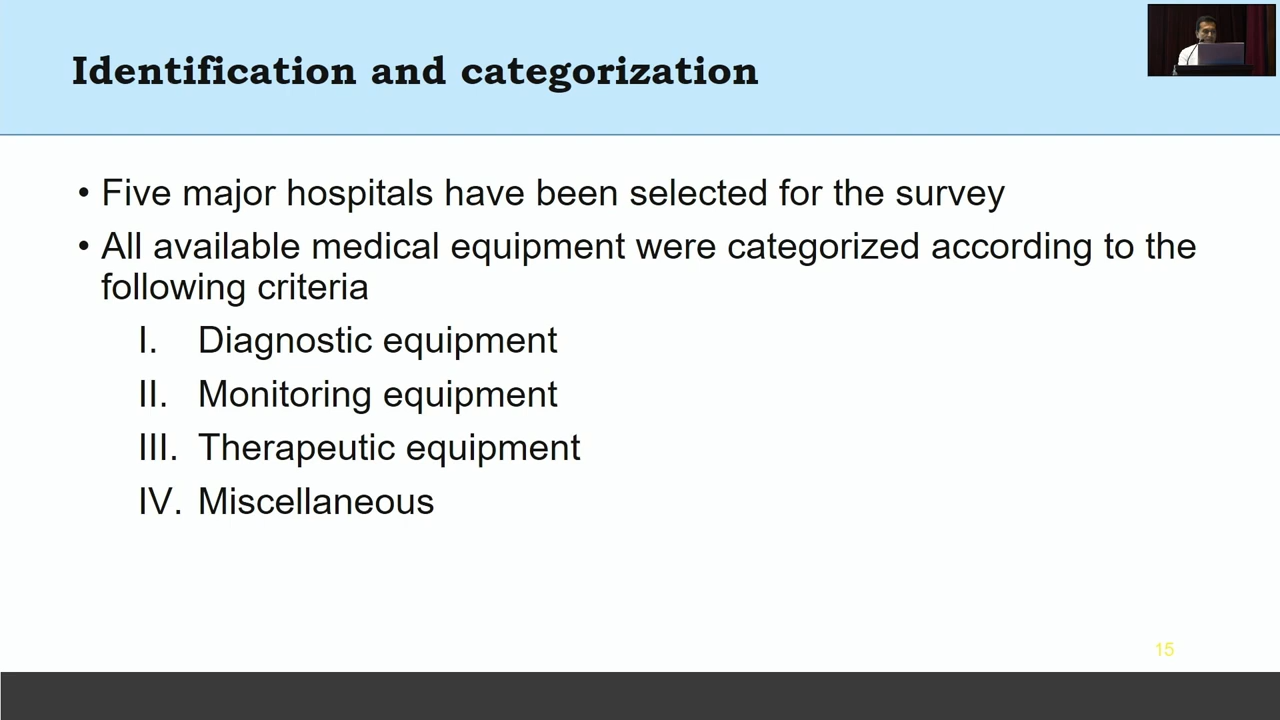 Identification and categorization
• Five major hospitals have been selected for the survey
• All available medical equipment were categorized according to the
following criteria
I. Diagnostic equipment
II. Monitoring equipment
III. Therapeutic equipment
IV. Miscellaneous
15